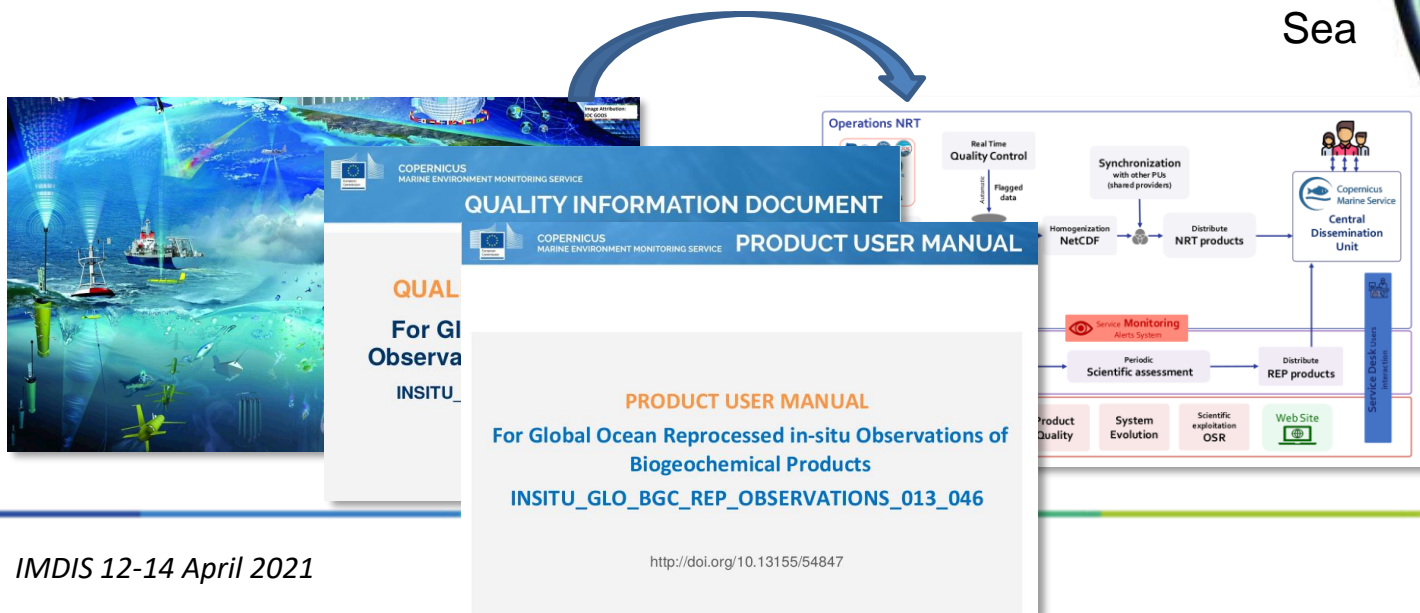 Sea
Image Attribution:
IOC GOOS
COPERNICUS
MARINE ENVIRONMENT MONITORING SERVICE
QUALITY INFORMATION DOCUMENT
QUAL
For Gl
Observa
INSITU_
COPERNICUS
MARINE ENVIRONMENT MONITORING SERVICE
PRODUCT USER MANUAL
PRODUCT USER MANUAL
For Global Ocean Reprocessed in-situ Observations of
Biogeochemical Products
INSITU_GLO_BGC_REP_OBSERVATIONS_013_046
http://doi.org/10.13155/54847
Operations NRT
Real Time
Quality Control
Automatic
Flagged
data
Synchronization
with other PUs
(shared providers)
Homogenization
NetCDF
Distribute
NRT products
Copernicus
Marine Service
Central
Dissemination
Unit
Service Monitoring
Alerts System
Periodic
Scientific assessment
Distribute
REP products
Service Desk Users
interaction
Product
Quality
System
Evolution
Scientific
exploitation
OSR
Web Site
IMDIS 12-14 April 2021